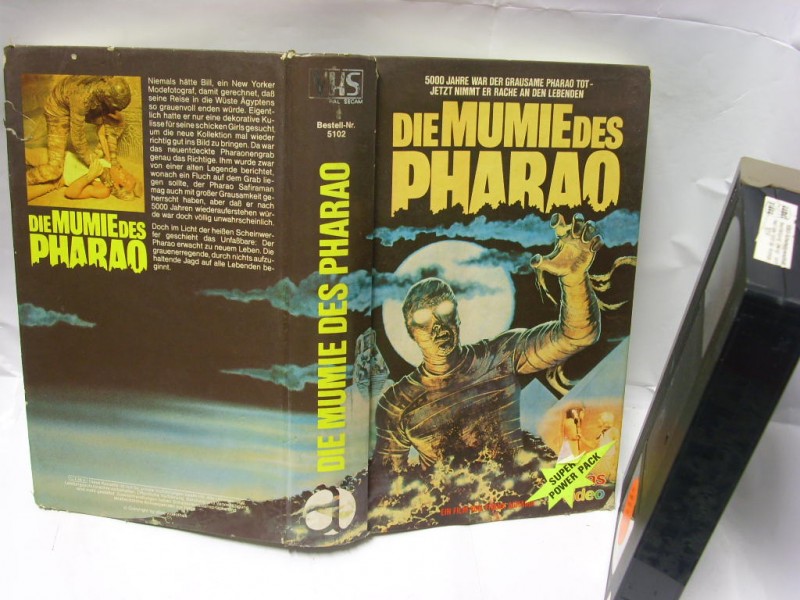 Niemals hätte Bill, ein New Yorker
Modefotograf, damit gerechnet, daß
seine Reise in die Wüste Ägyptens
so grauenvoll enden würde. Eigent-
lich hatte er nur eine dekorative Ku-
lisse für seine schicken Girls gesucht,
um die neue Kollektion mal wieder
richtig gut ins Bild zu bringen. Da war
das neuentdeckte Pharaonengrab
genau das Richtige. Ihm wurde zwar
von einer alten Legende berichtet,
wonach ein Fluch auf dem Grab lie-
gen sollte, der Pharao Safiraman
mag auch mit großer Grausamkeit ge-
herrscht haben, aber daß er nach
5000 Jahren wiederauferstehen wür-
de war doch völlig unwahrscheinlich.
Doch im Licht der heißen Scheinwer-
fer geschieht das Unfaßbare: Der
Pharao erwacht zu neuem Leben. Die
grauenerregende, durch nichts aufzu-
haltende Jagd auf alle Lebenden be-
ginnt.
DIE MUMIE DES
PHARAO
VHS
PAL SECAM
Bestell-Nr.
5102
DIE MUMIE DES PHARAO
a
5000 JAHRE WAR DER GRAUSAME PHARAO TOT-
JETZT NIMMT ER RACHE AN DEN LEBENDEN
DIE MUMIE DES
PHARAO
SUPER
POWER PACK
EIN FILM